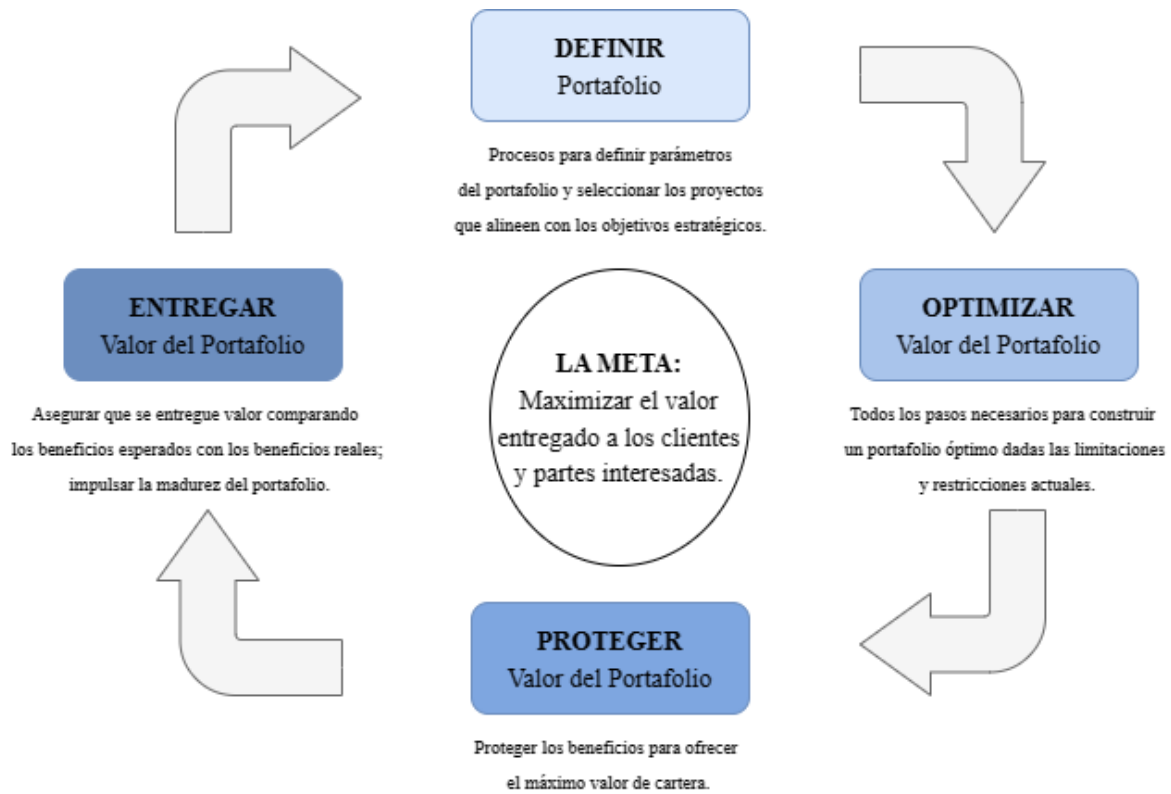 DEFINIR
Portafolio
Procesos para definir parámetros
del portafolio y seleccionar los proyectos
que alineen con los objetivos estratégicos.
ENTREGAR
Valor del Portafolio
Asegurar que se entregue valor comparando
los beneficios esperados con los beneficios reales;
impulsar la madurez del portafolio.
LA META:
Maximizar el valor
entregado a los clientes
y partes interesadas.
OPTIMIZAR
Valor del Portafolio
Todos los pasos necesarios para construir
un portafolio óptimo dadas las limitaciones
y restricciones actuales.
PROTEGER
Valor del Portafolio
Proteger los beneficios para ofrecer
el máximo valor de cartera.